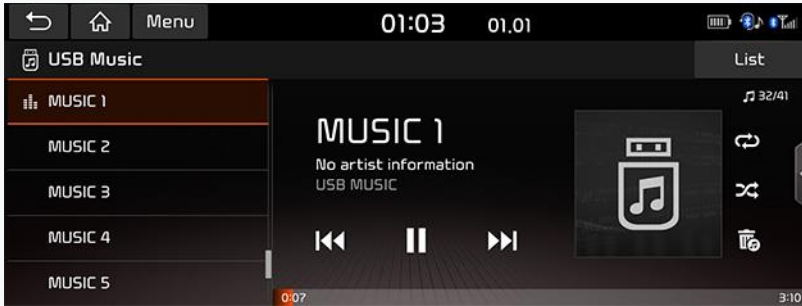 Menu 01:03 01.01
USB Music List
MUSIC 1
MUSIC 2
MUSIC 3
MUSIC 4
MUSIC 5
32/41
MUSIC 1
No artist information
USB MUSIC
0:07 3:10